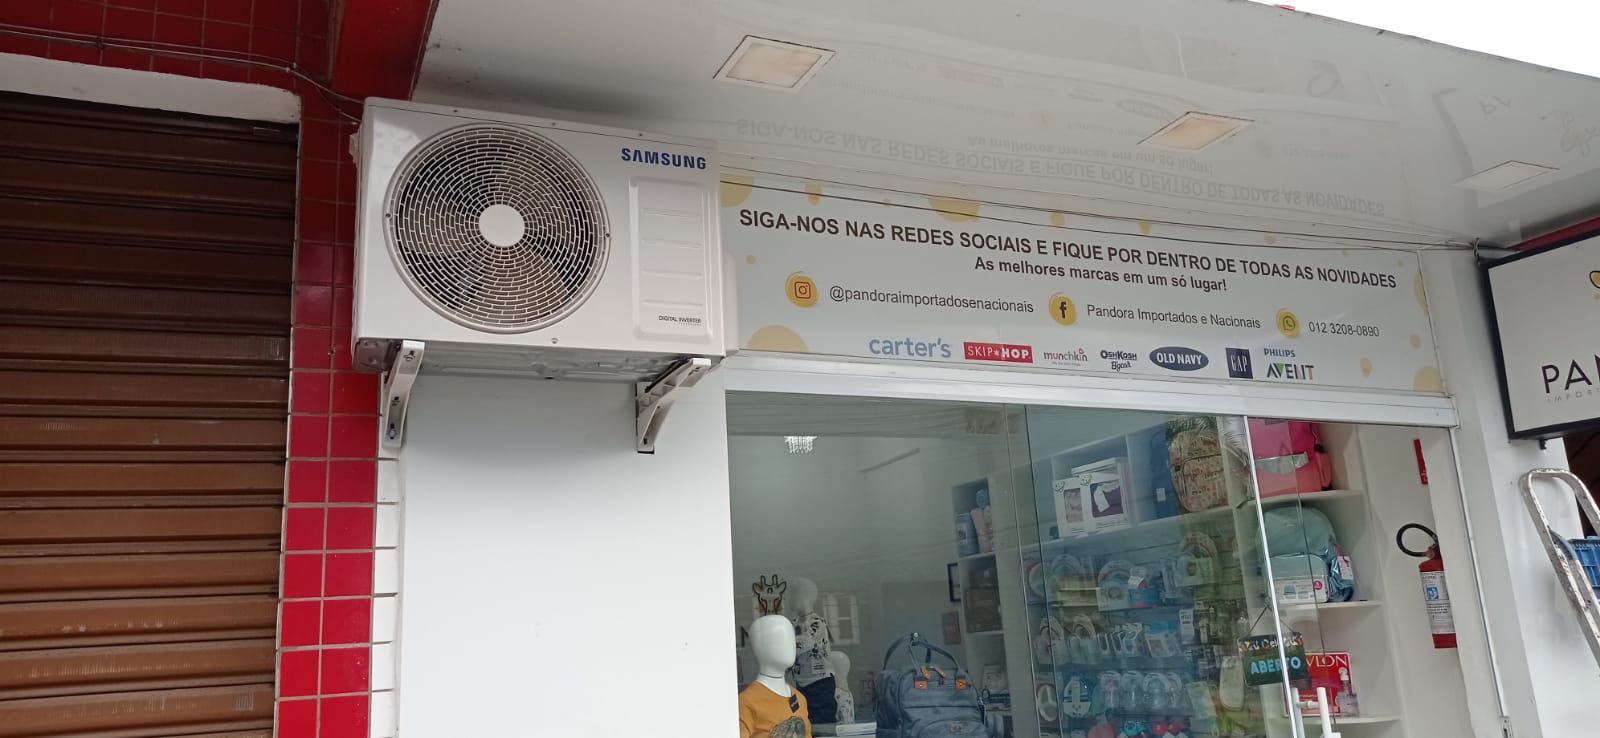 SAMSUNG
DIGITAL INVERTER
SIGA-NOS NAS REDES SOCIAIS E FIQUE POR DENTRO DE TODAS AS NOVIDADES
As melhores marcas em um só lugar!
@pandoraimportadosenacionais
Pandora Importados e Nacionais
012 3208-0890
carter's
SKIP★HOP
munchkin
OSHKOSH
B'gosh
OLD NAVY
GAP
PHILIPS
AVENT
PA
IMPOR
ABERTO
VLON